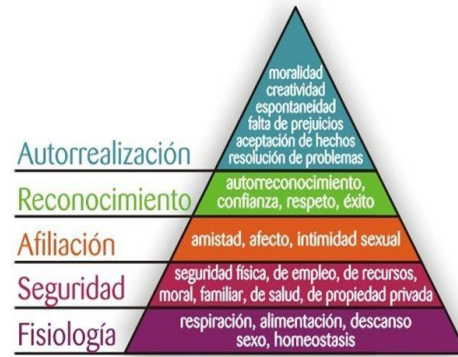 moralidad
creatividad
espontaneidad
falta de prejuicios
aceptación de hechos
resolución de problemas
Autorrealización
autorreconocimiento,
confianza, respeto, éxito
Reconocimiento
amistad, afecto, intimidad sexual
Afiliación
seguridad física, de empleo, de recursos,
moral, familiar, de salud, de propiedad privada
Seguridad
respiración, alimentación, descanso
sexo, homeostasis
Fisiología